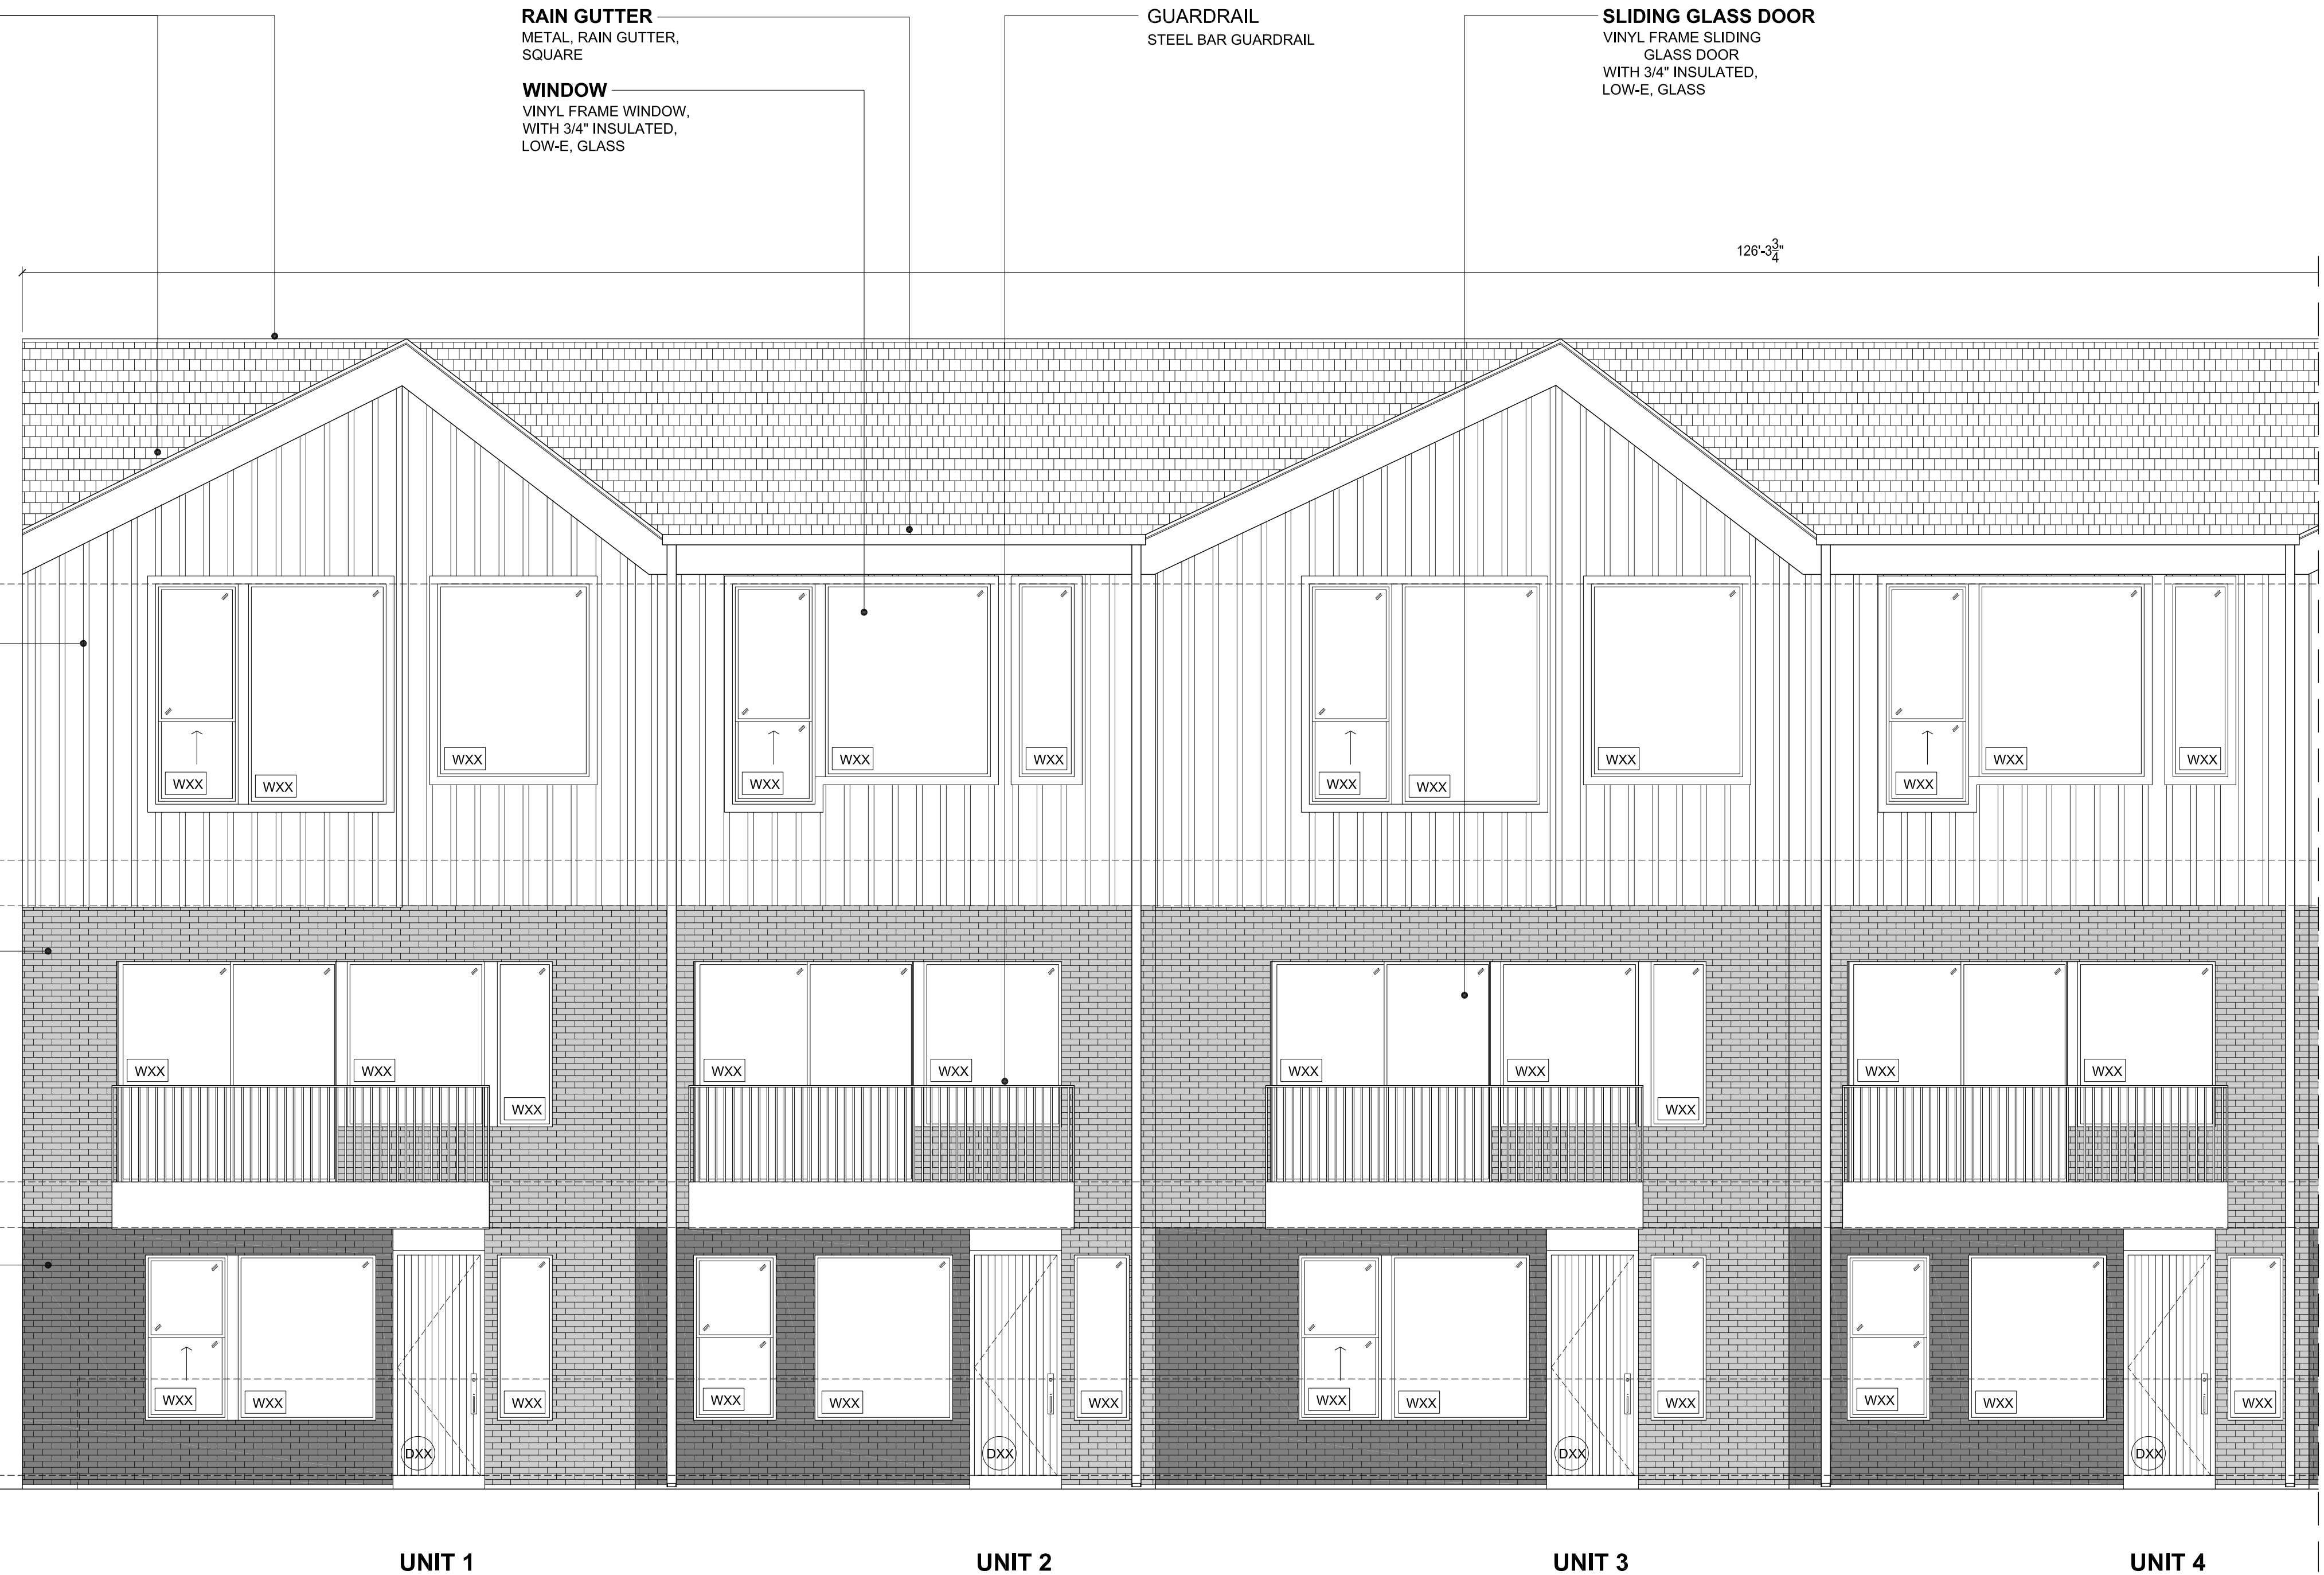 RAIN GUTTER
METAL, RAIN GUTTER,
SQUARE
WINDOW
VINYL FRAME WINDOW,
WITH 3/4" INSULATED,
LOW-E, GLASS
GUARDRAIL
STEEL BAR GUARDRAIL
SLIDING GLASS DOOR
VINYL FRAME SLIDING
GLASS DOOR
WITH 3/4" INSULATED,
LOW-E, GLASS
126'-3 3/4"
WXX WXX WXX WXX WXX WXX WXX WXX WXX WXX WXX WXX
WXX WXX WXX WXX WXX WXX WXX WXX WXX WXX
WXX WXX WXX WXX WXX WXX WXX WXX WXX WXX WXX WXX
DXX DXX DXX DXX
UNIT 1 UNIT 2 UNIT 3 UNIT 4